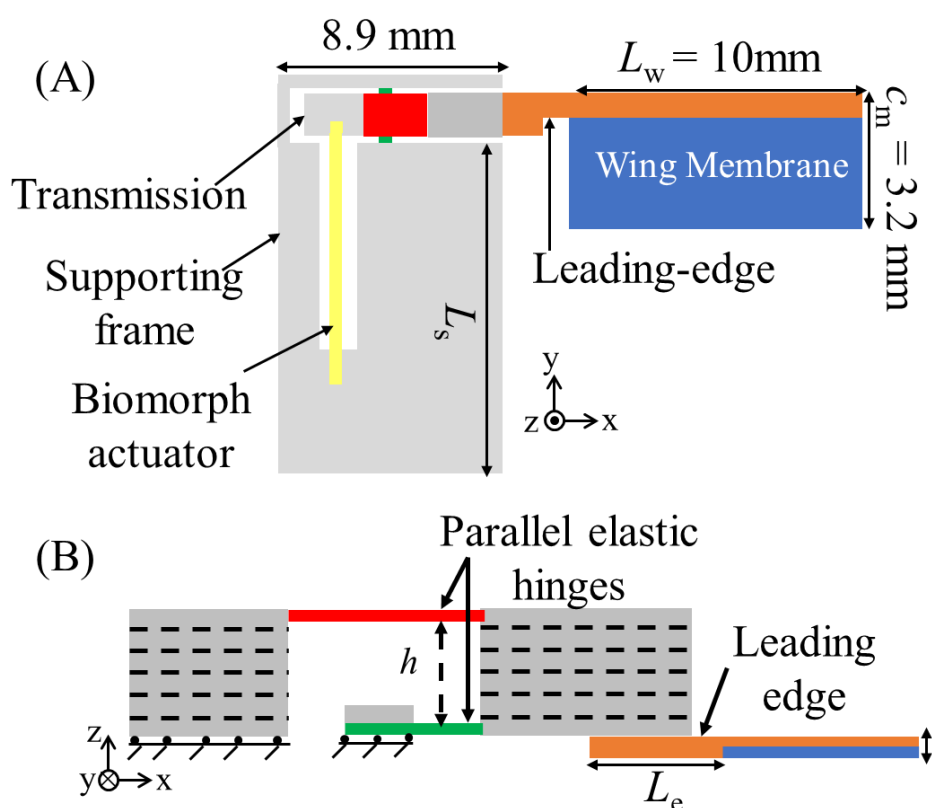 (A)
8.9 mm
Lw = 10mm
cm = 3.2 mm
Transmission
Wing Membrane
Supporting
frame
Leading-edge
Ls
Biomorph
actuator
y
z
x
(B)
Parallel elastic
hinges
h
Leading
edge
z
y
x
Le